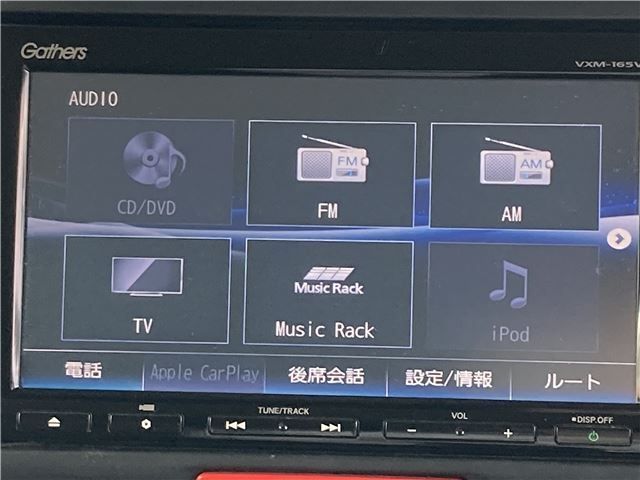 Gathers
VXM-165V
AUDIO
FM
AM
CD/DVD
FM
AM
TV
Music Rack
Music Rack
iPod
電話
Apple CarPlay
後席会話
設定/情報
ルート
TUNE/TRACK
VOL
DISP.OFF
− +